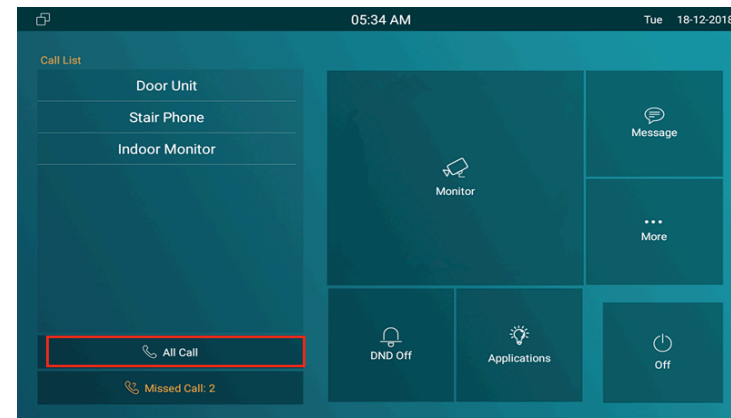 05:34 AM
Tue 18-12-2018
Call List
Door Unit
Stair Phone
Indoor Monitor
All Call
Missed Call: 2
Monitor
Message
More
DND Off
Applications
Off